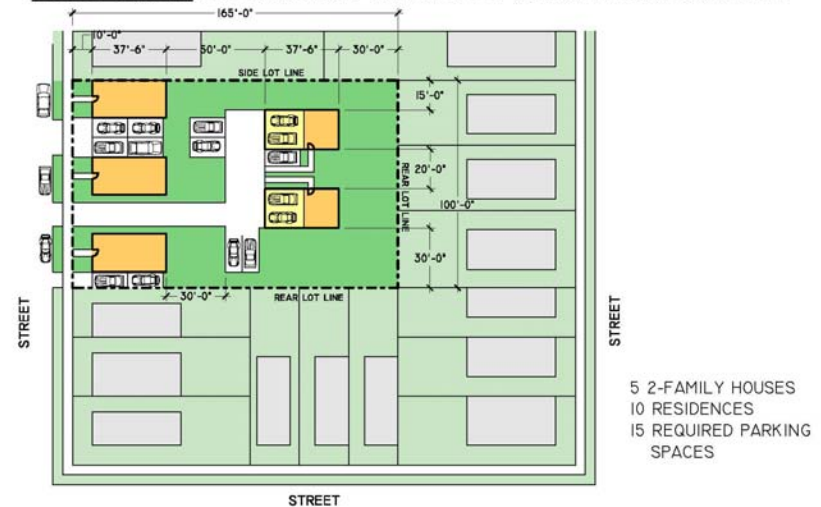 165'-0"
10'-0"
37'-6"
50'-0"
37'-6"
30'-0"
SIDE LOT LINE
15'-0"
20'-0"
REAR LOT LINE
100'-0"
30'-0"
30'-0"
REAR LOT LINE
STREET
STREET
5 2-FAMILY HOUSES
10 RESIDENCES
15 REQUIRED PARKING
SPACES
STREET